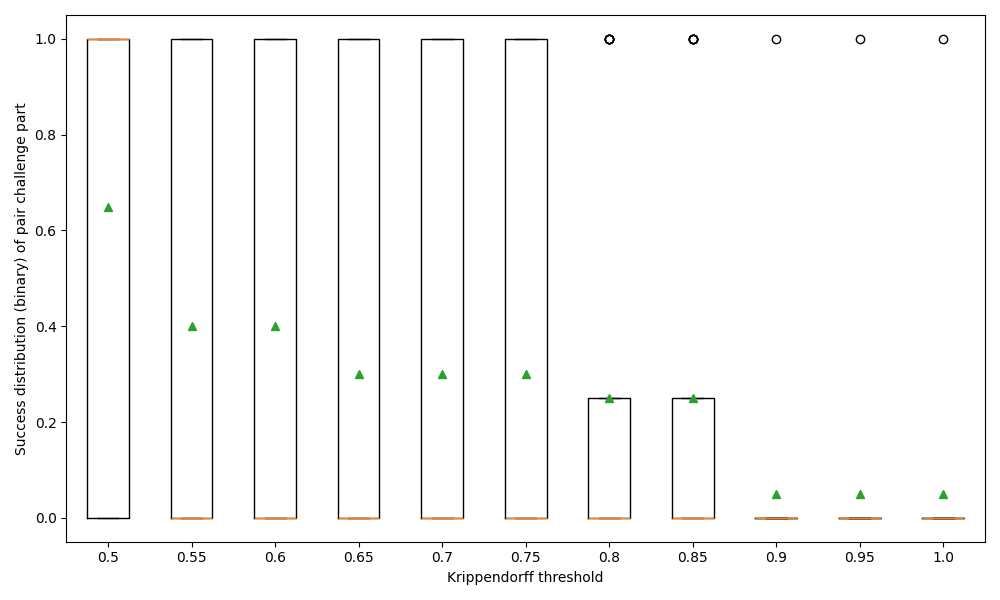 Success distribution (binary) of pair challenge part
1.0
0.8
0.6
0.4
0.2
0.0
0.5 0.55 0.6 0.65 0.7 0.75 0.8 0.85 0.9 0.95 1.0
Krippendorff threshold